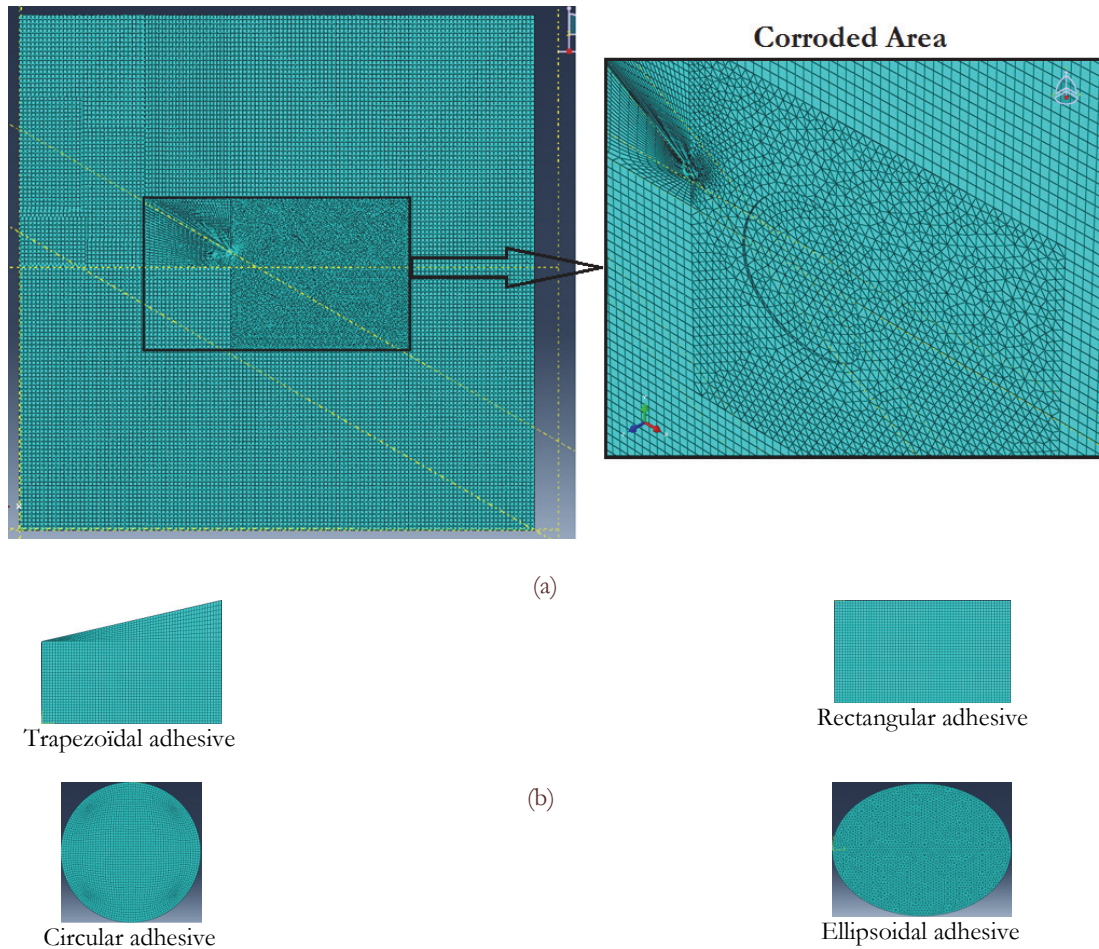 Corroded Area
(a)
Trapezoïdal adhesive
Rectangular adhesive
(b)
Circular adhesive
Ellipsoidal adhesive